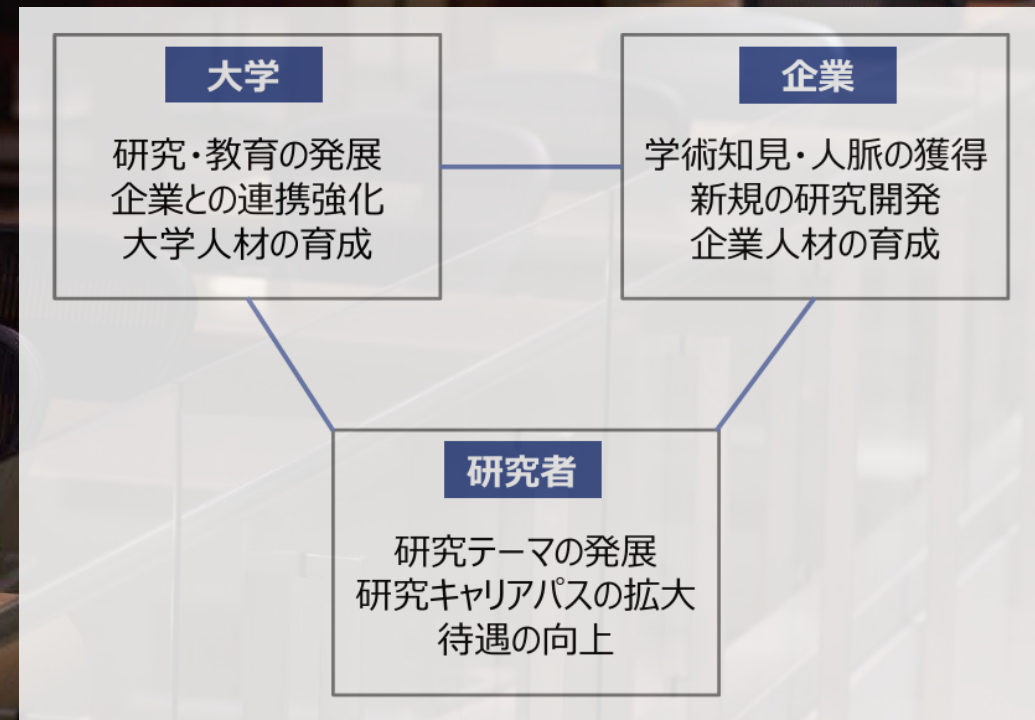 大学
研究・教育の発展
企業との連携強化
大学人材の育成
企業
学術知見・人脈の獲得
新規の研究開発
企業人材の育成
研究者
研究テーマの発展
研究キャリアパスの拡大
待遇の向上